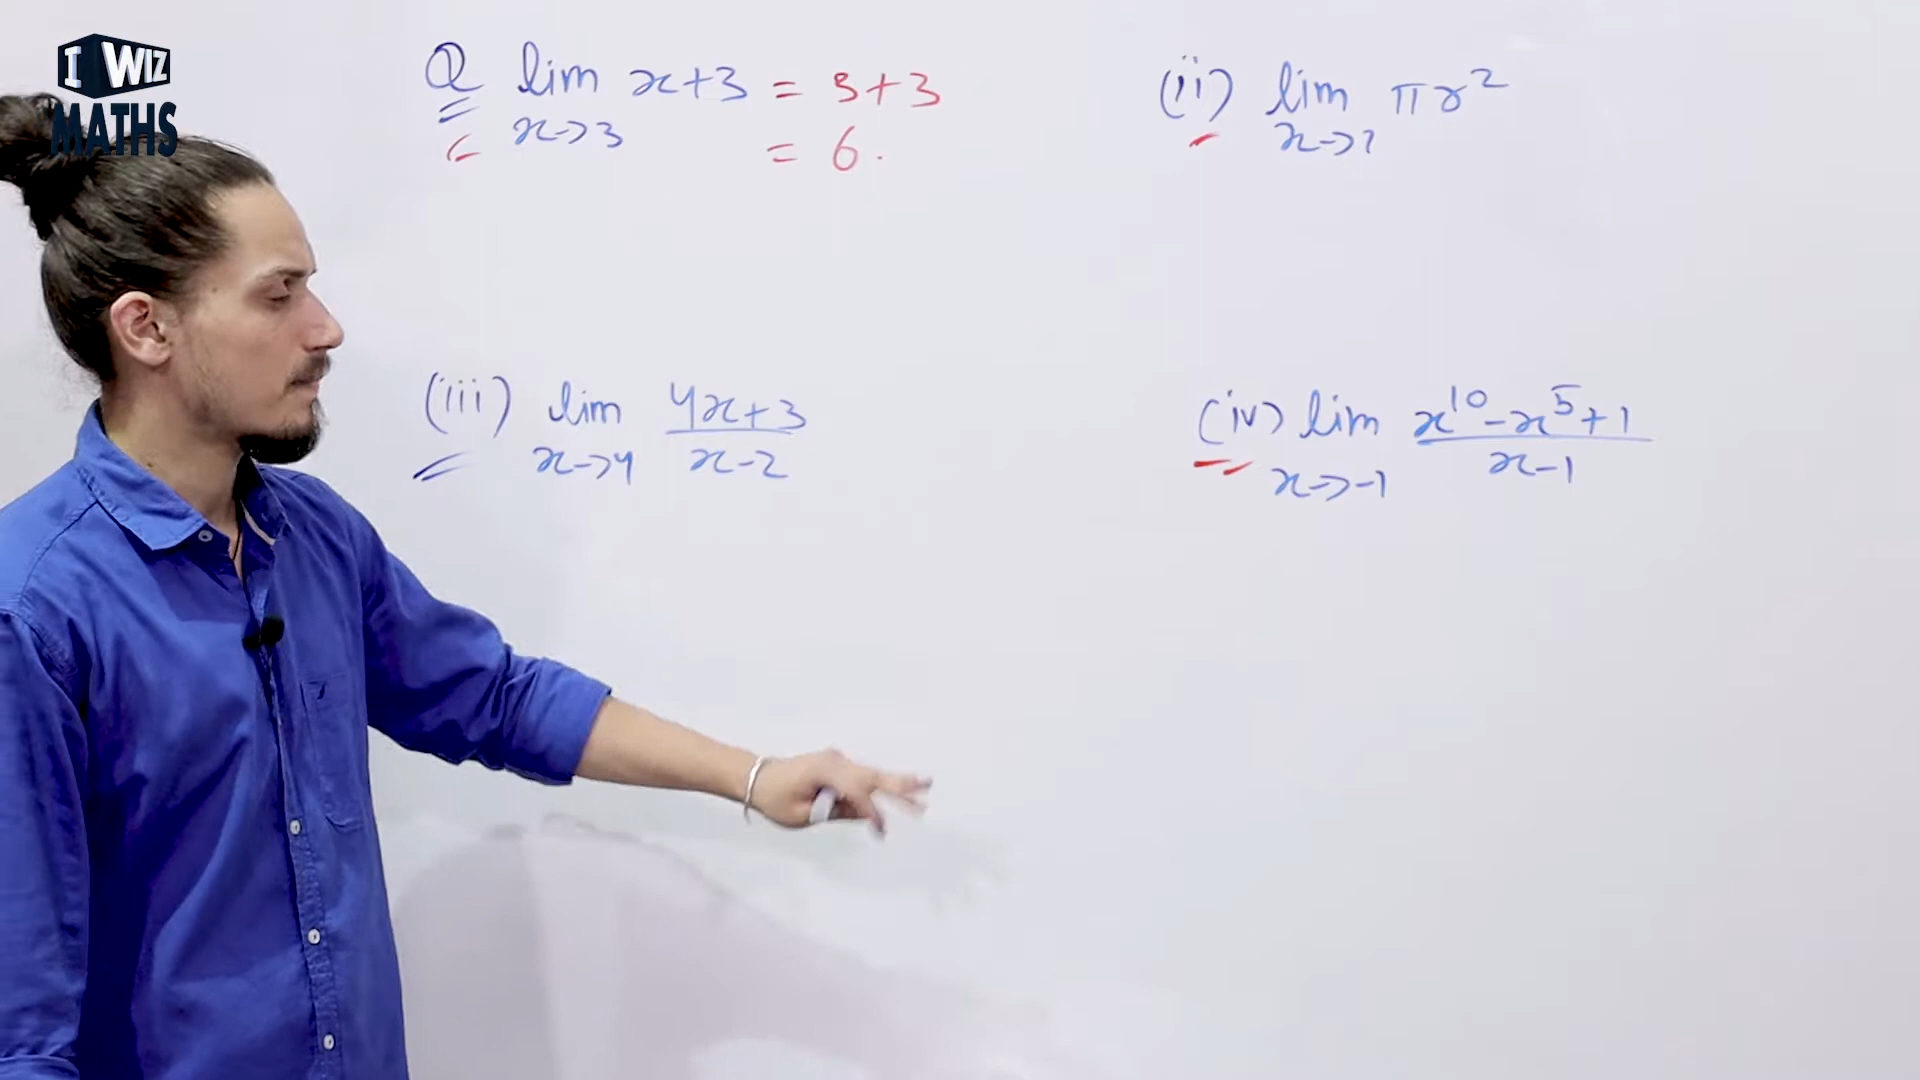 I WIZ
MATHS
Q lim x+3 = 3+3
x→3 = 6.
(ii) lim πr²
x→7
(iii) lim 4x+3
x→4 x-2
(iv) lim x¹⁰-x⁵+1
x→-1 x-1